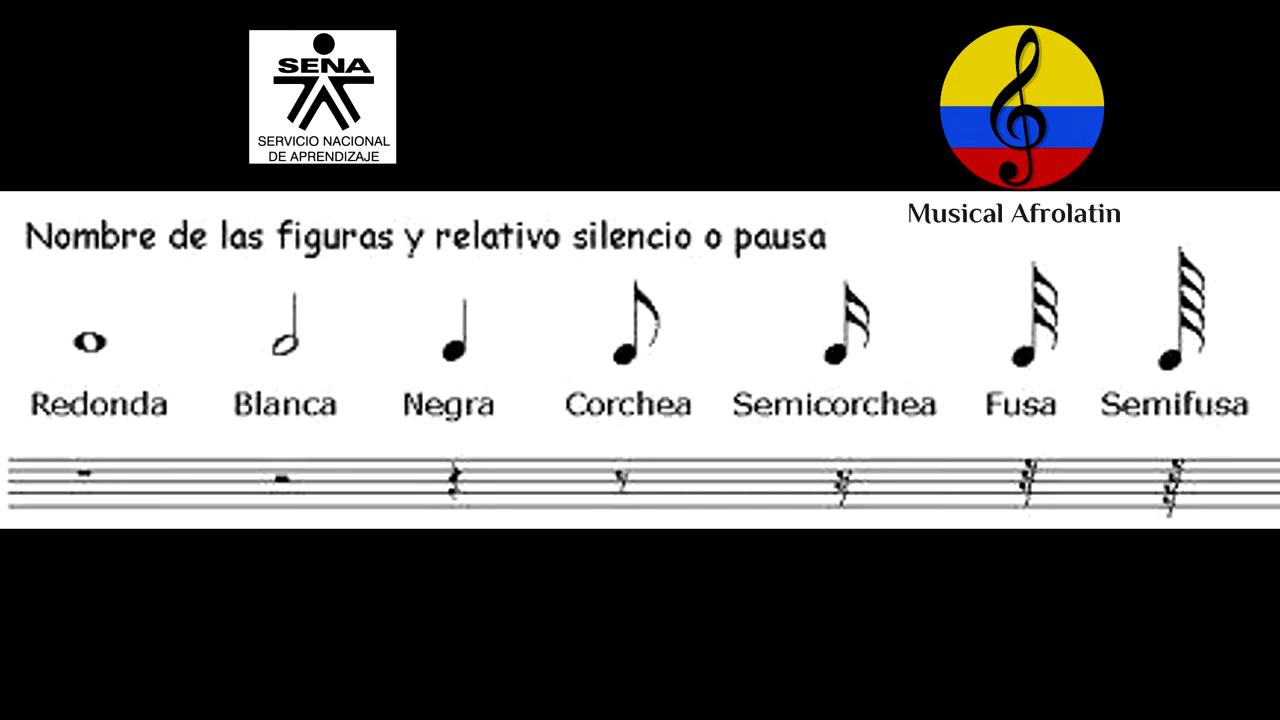 SENA
SERVICIO NACIONAL
DE APRENDIZAJE
Musical Afrolatin
Nombre de las figuras y relativo silencio o pausa
Redonda Blanca Negra Corchea Semicorchea Fusa Semifusa